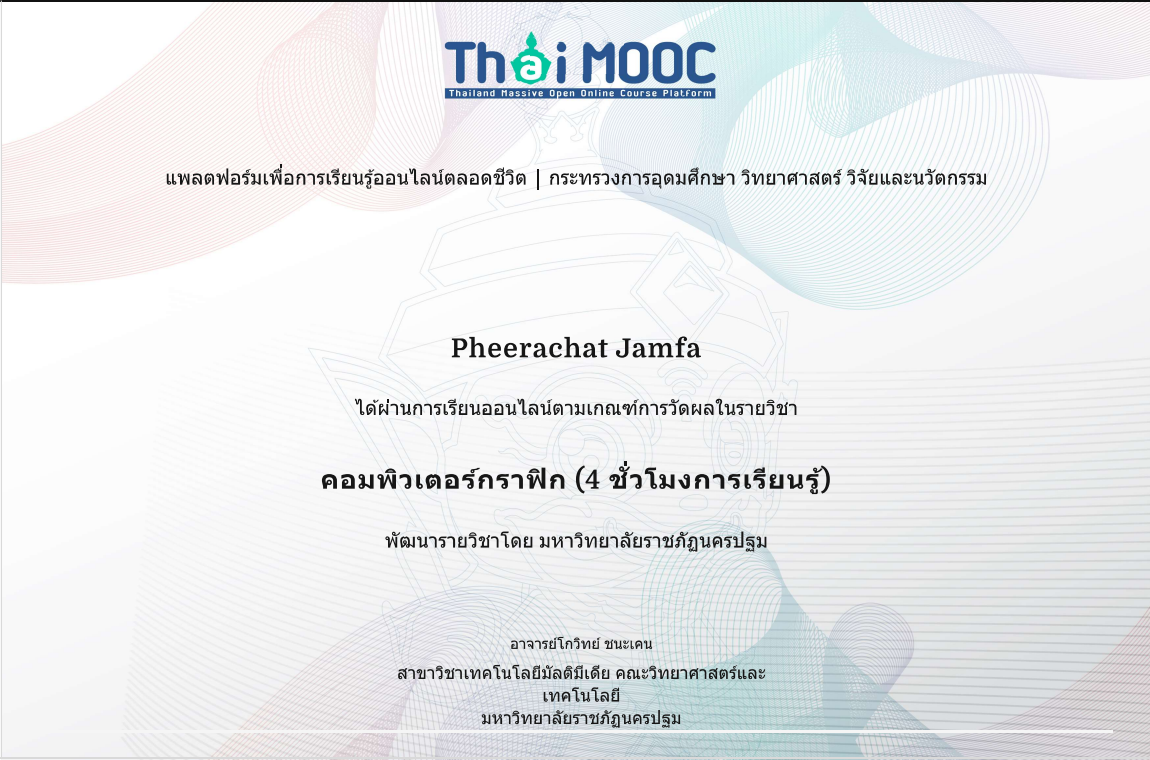 Thai MOOC
Thailand Massive Open Online Course Platform
แพลตฟอร์มเพื่อการเรียนรู้ออนไลน์ตลอดชีวิต | กระทรวงการอุดมศึกษา วิทยาศาสตร์ วิจัยและนวัตกรรม
Pheerachat Jamfa
ได้ผ่านการเรียนออนไลน์ตามเกณฑ์การวัดผลในรายวิชา
คอมพิวเตอร์กราฟิก (4 ชั่วโมงการเรียนรู้)
พัฒนารายวิชาโดย มหาวิทยาลัยราชภัฏนครปฐม
อาจารย์โกวิทย์ ชนะเคน
สาขาวิชาเทคโนโลยีมัลติมีเดีย คณะวิทยาศาสตร์และ
เทคโนโลยี
มหาวิทยาลัยราชภัฏนครปฐม